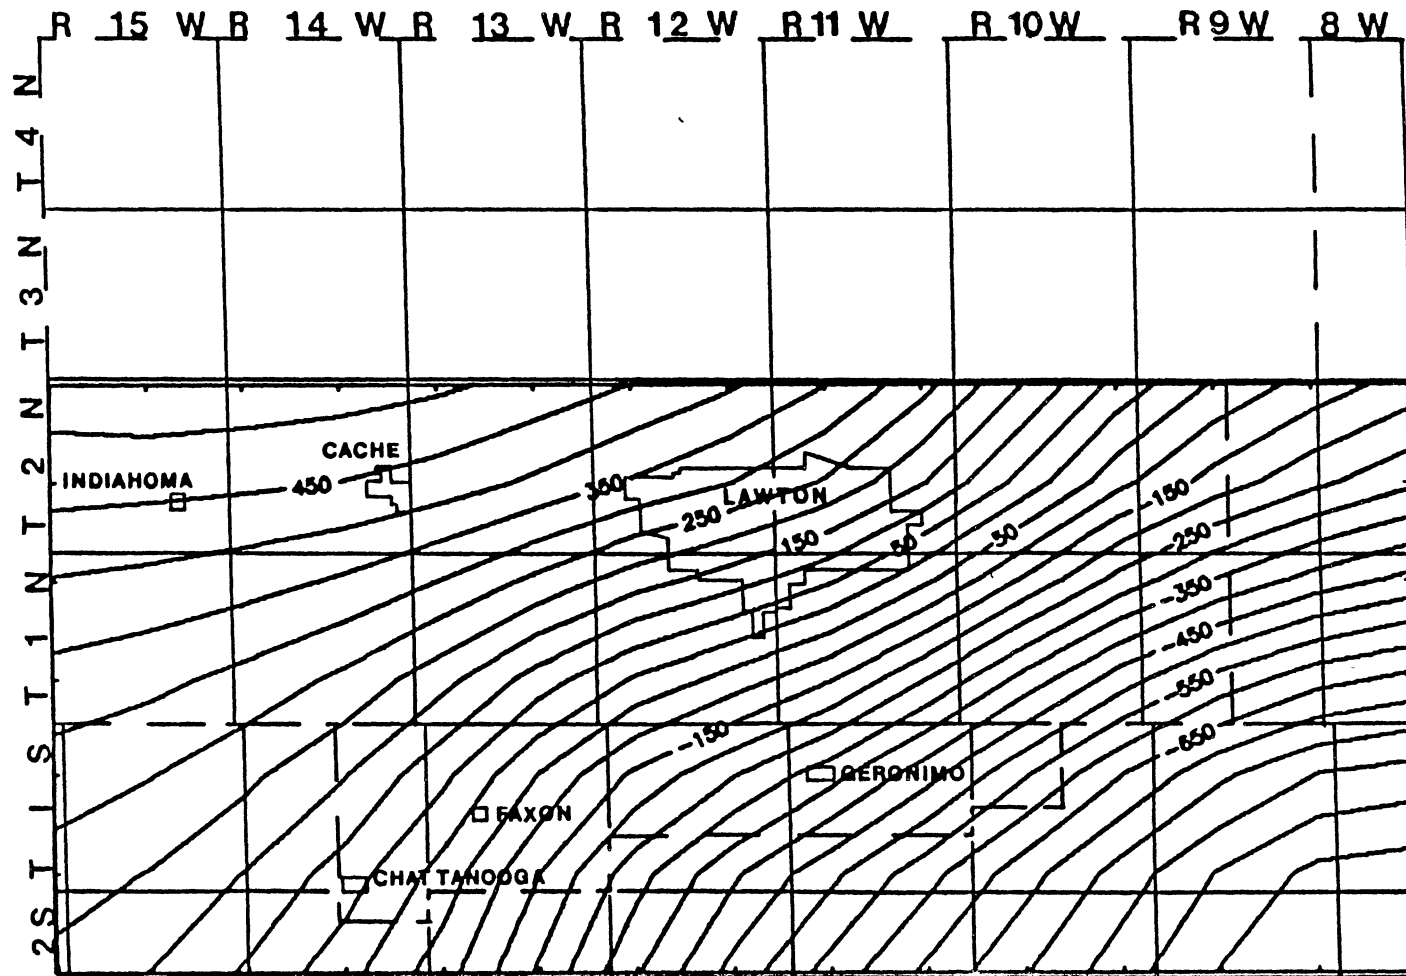 R 15 W R 14 W R 13 W R 12 W R 11 W R 10 W R 9 W 8 W
T 4 N
T 3 N
T 2 N
T 1 N
T 1 S
2 S
CACHE
INDIAHOMA
450
350
LAWTON
250
150
50
-50
-150
-250
-350
-450
-550
-650
-150
GERONIMO
FAXON
CHATTANOOGA